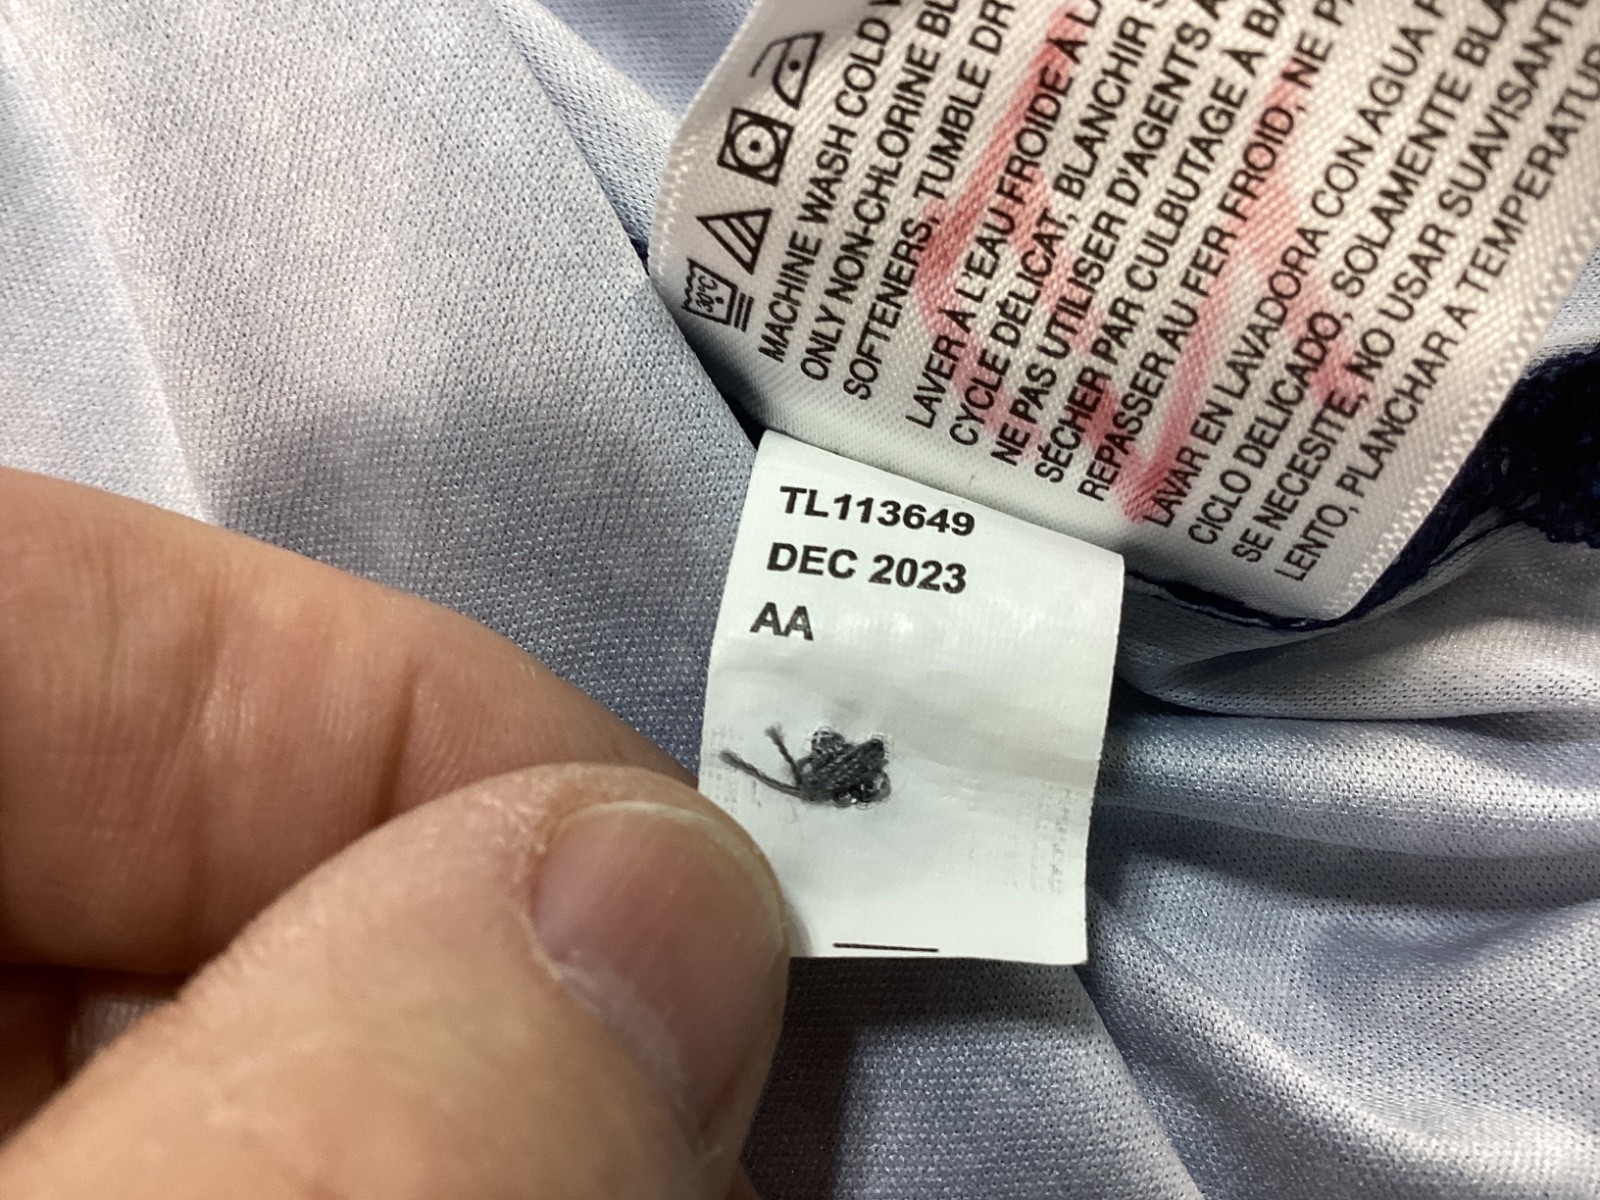 30°C
MACHINE WASH COLD
ONLY NON-CHLORINE
SOFTENERS, TUMBLE
LAVER À L'EAU FROIDE À
CYCLE DÉLICAT, BLANCHIR
NE PAS UTILISER D'AGENTS
SÉCHER PAR CULBUTAGE À
REPASSER AU FER FROID, NE
LAVAR EN LAVADORA CON AGUA
CICLO DELICADO, SOLAMENTE
SE NECESITE, NO USAR SUAVISANTE
LENTO, PLANCHAR A
TL113649
DEC 2023
AA